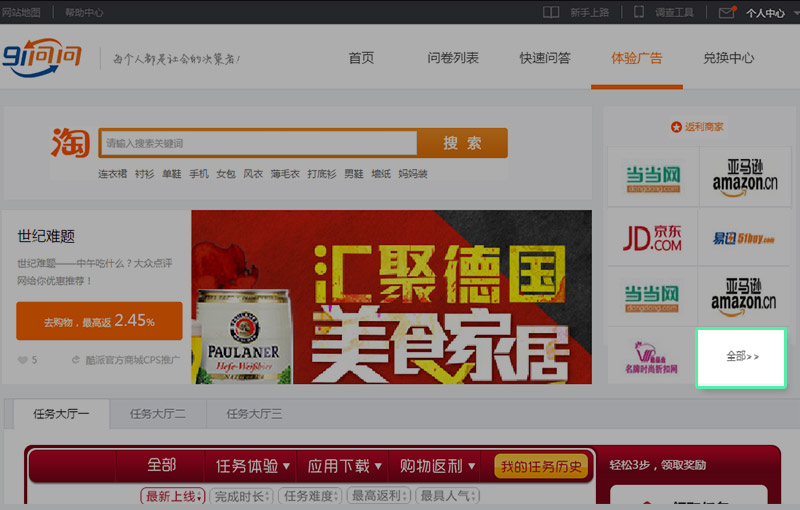 网站地图 帮助中心 新手上路 调查工具 个人中心
91问问 每个人都是社会的决策者!
首页 问卷列表 快速问答 体验广告 兑换中心
淘 请输入搜索关键词 搜索
连衣裙 衬衫 单鞋 手机 女包 风衣 薄毛衣 打底衫 男鞋 墙纸 妈妈装
返利商家
当当网
dangdang.com
亚马逊
amazon.cn
JD 京东
.COM
易迅 51buy.com
当当网
dangdang.com
亚马逊
amazon.cn
唯品会
名牌时尚折扣网
全部>>
世纪难题
世纪难题——中午吃什么?大众点评
网给你优惠推荐!
去购物,最高返 2.45%
5 酷派官方商城CPS推广
汇聚德国
美食家居
PAULANER
Hefe-Weißbier
任务大厅一 任务大厅二 任务大厅三
全部 任务体验 应用下载 购物返利 我的任务历史
最新上线 完成时长 任务难度 最高返利 最具人气
轻松3步,领取奖励